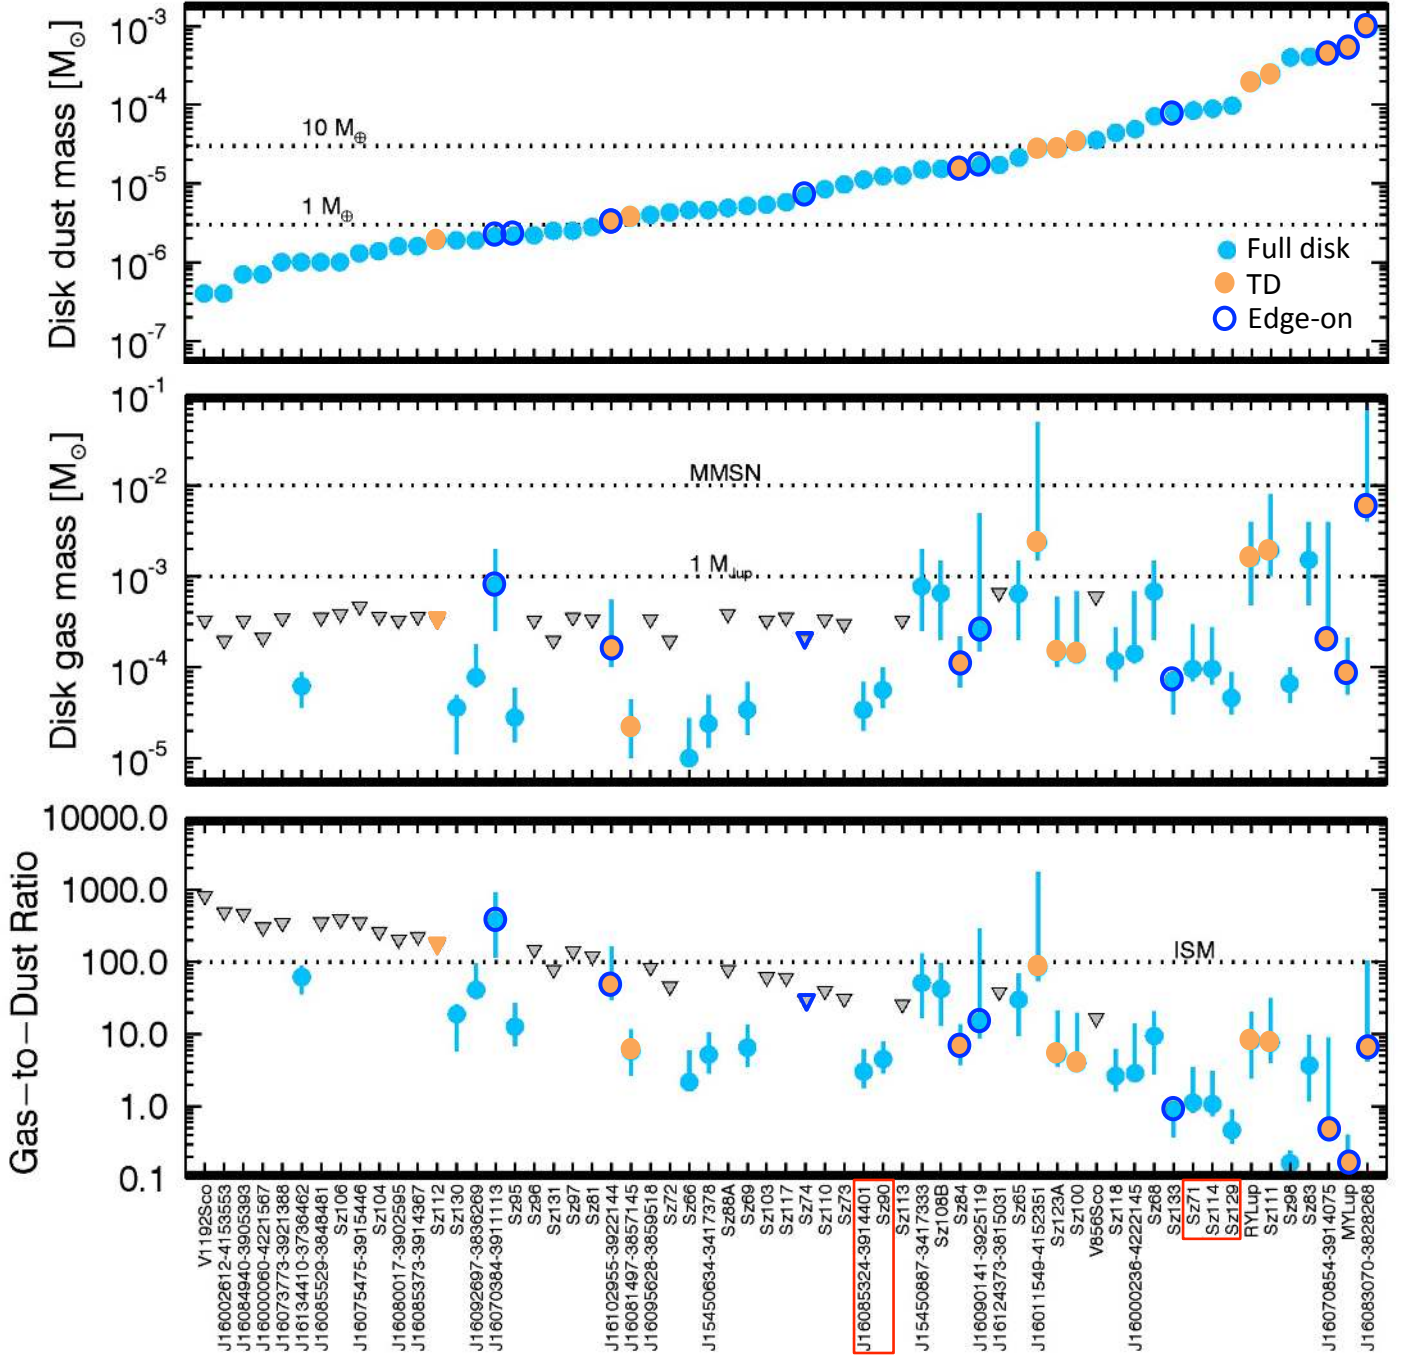 Disk dust mass [M⊙]
10⁻³
10⁻⁴
10⁻⁵
10⁻⁶
10⁻⁷
10 M⊕
1 M⊕
Full disk
TD
Edge-on
Disk gas mass [M⊙]
10⁻¹
10⁻²
10⁻³
10⁻⁴
10⁻⁵
MMSN
1 MJup
Gas−to−Dust Ratio
10000.0
1000.0
100.0
10.0
1.0
0.1
ISM
V1192Sco
J16002612-4153553
J16084940-3905393
J16000060-4221567
J16073773-3921388
J16134410-3736462
J16085529-3848481
Sz106
J16075475-3915446
Sz104
J16080017-3902595
J16085373-3914367
Sz112
Sz130
J16092697-3836269
J16070384-3911113
Sz95
Sz96
Sz131
Sz97
Sz81
J16102955-3922144
J16081497-3857145
J16095628-3859518
Sz72
Sz66
J15450634-3417378
Sz88A
Sz69
Sz103
Sz117
Sz74
Sz110
Sz73
J16085324-3914401
Sz90
Sz113
J15450887-3417333
Sz108B
Sz84
J16090141-3925119
J16124373-3815031
Sz65
J16011549-4152351
Sz123A
Sz100
V856Sco
Sz118
J16000236-4222145
Sz68
Sz133
Sz71
Sz114
Sz129
RYLup
Sz111
Sz98
Sz83
J16070854-3914075
MYLup
J16083070-3828268